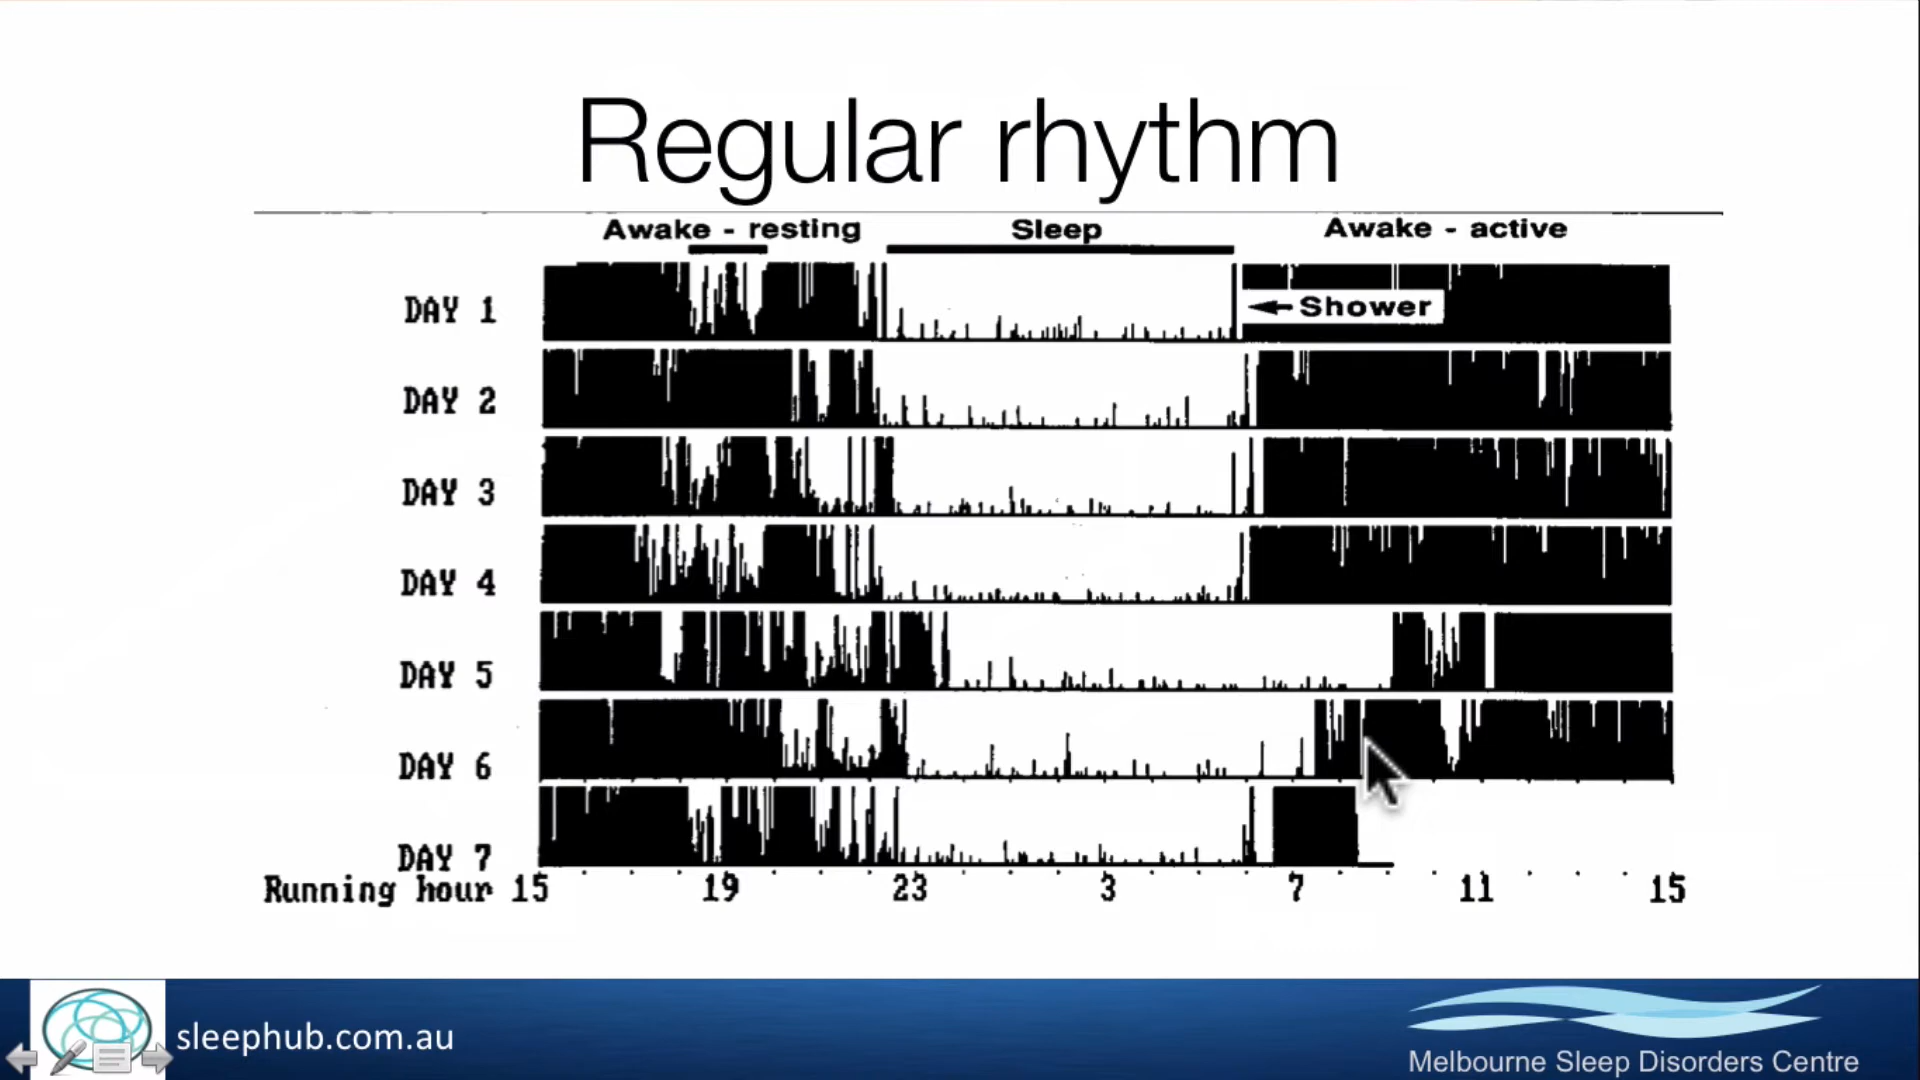 Regular rhythm
Awake - resting Sleep Awake - active
DAY 1
Shower
DAY 2
DAY 3
DAY 4
DAY 5
DAY 6
DAY 7
Running hour 15 19 23 3 7 11 15
sleephub.com.au
Melbourne Sleep Disorders Centre